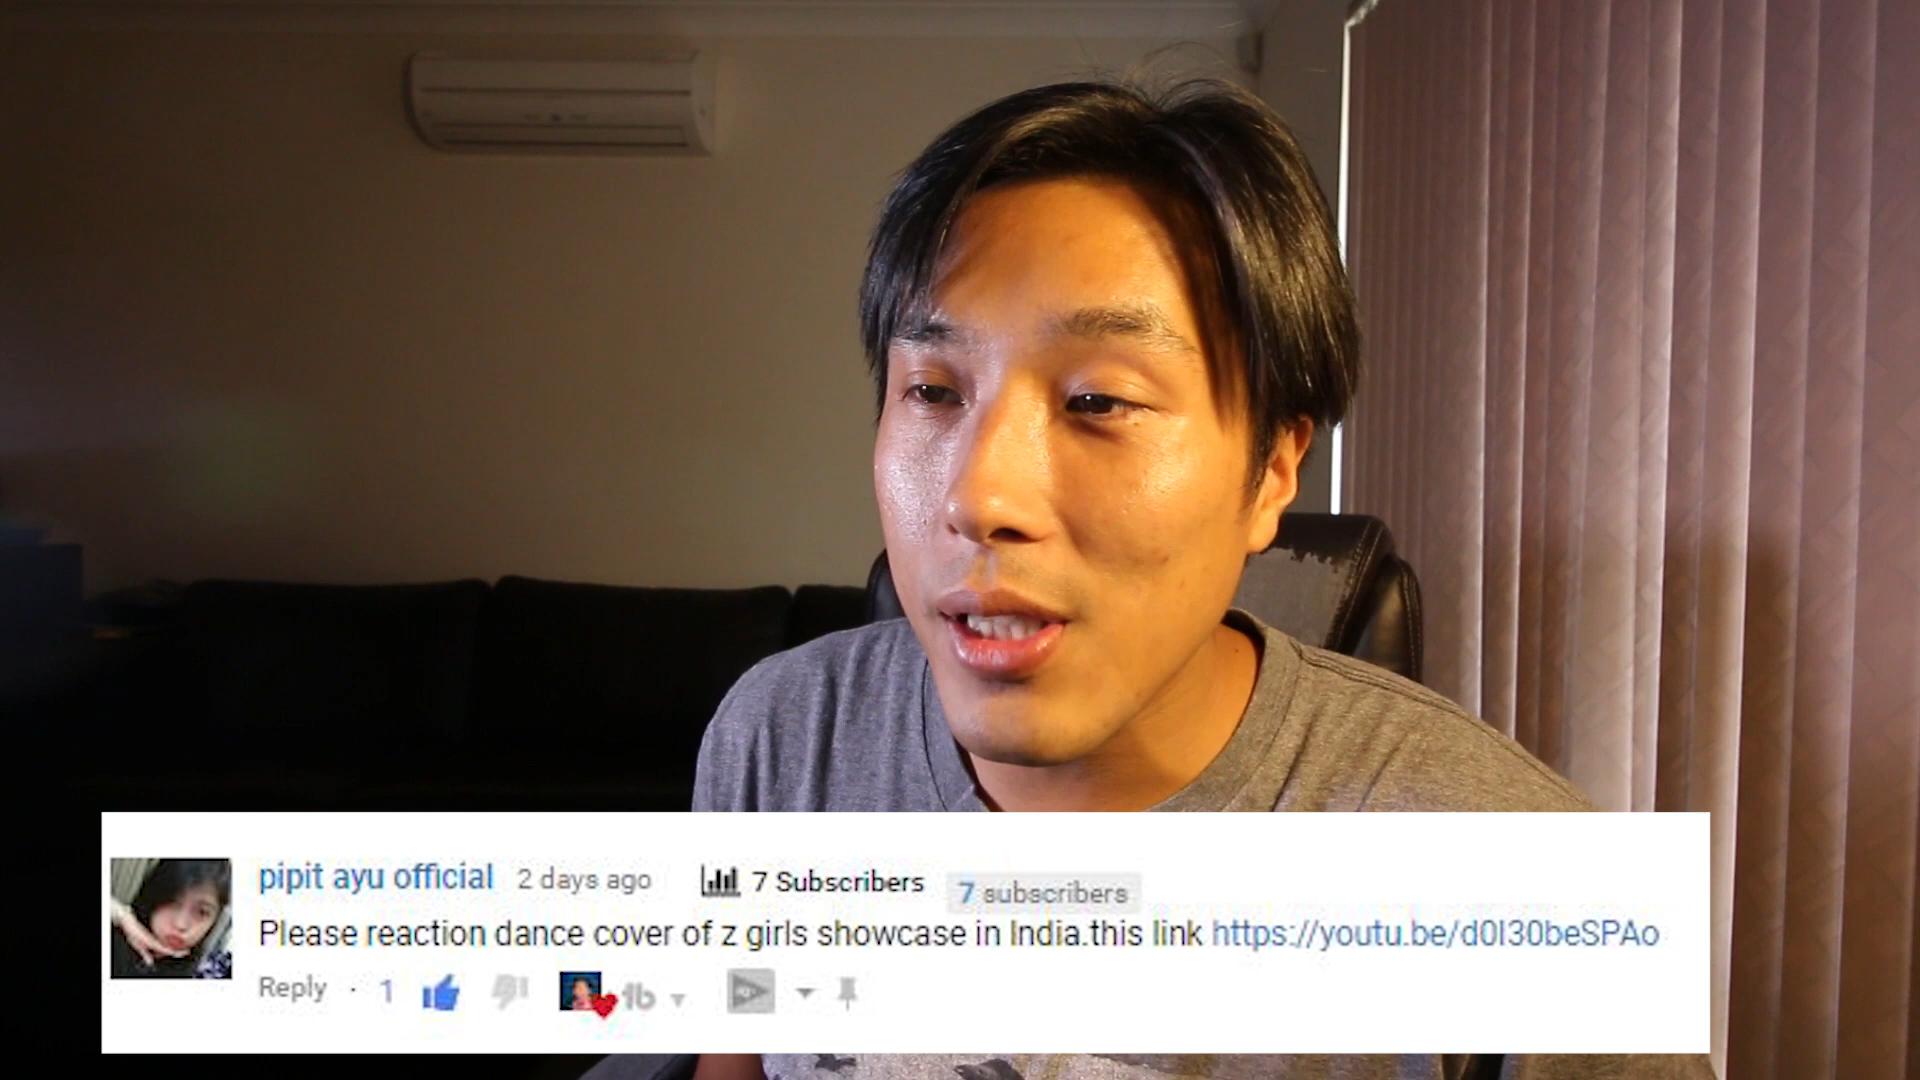 pipit ayu official 2 days ago 7 Subscribers 7 subscribers
Please reaction dance cover of z girls showcase in India.this link https://youtu.be/d0I30beSPAo
Reply · 1